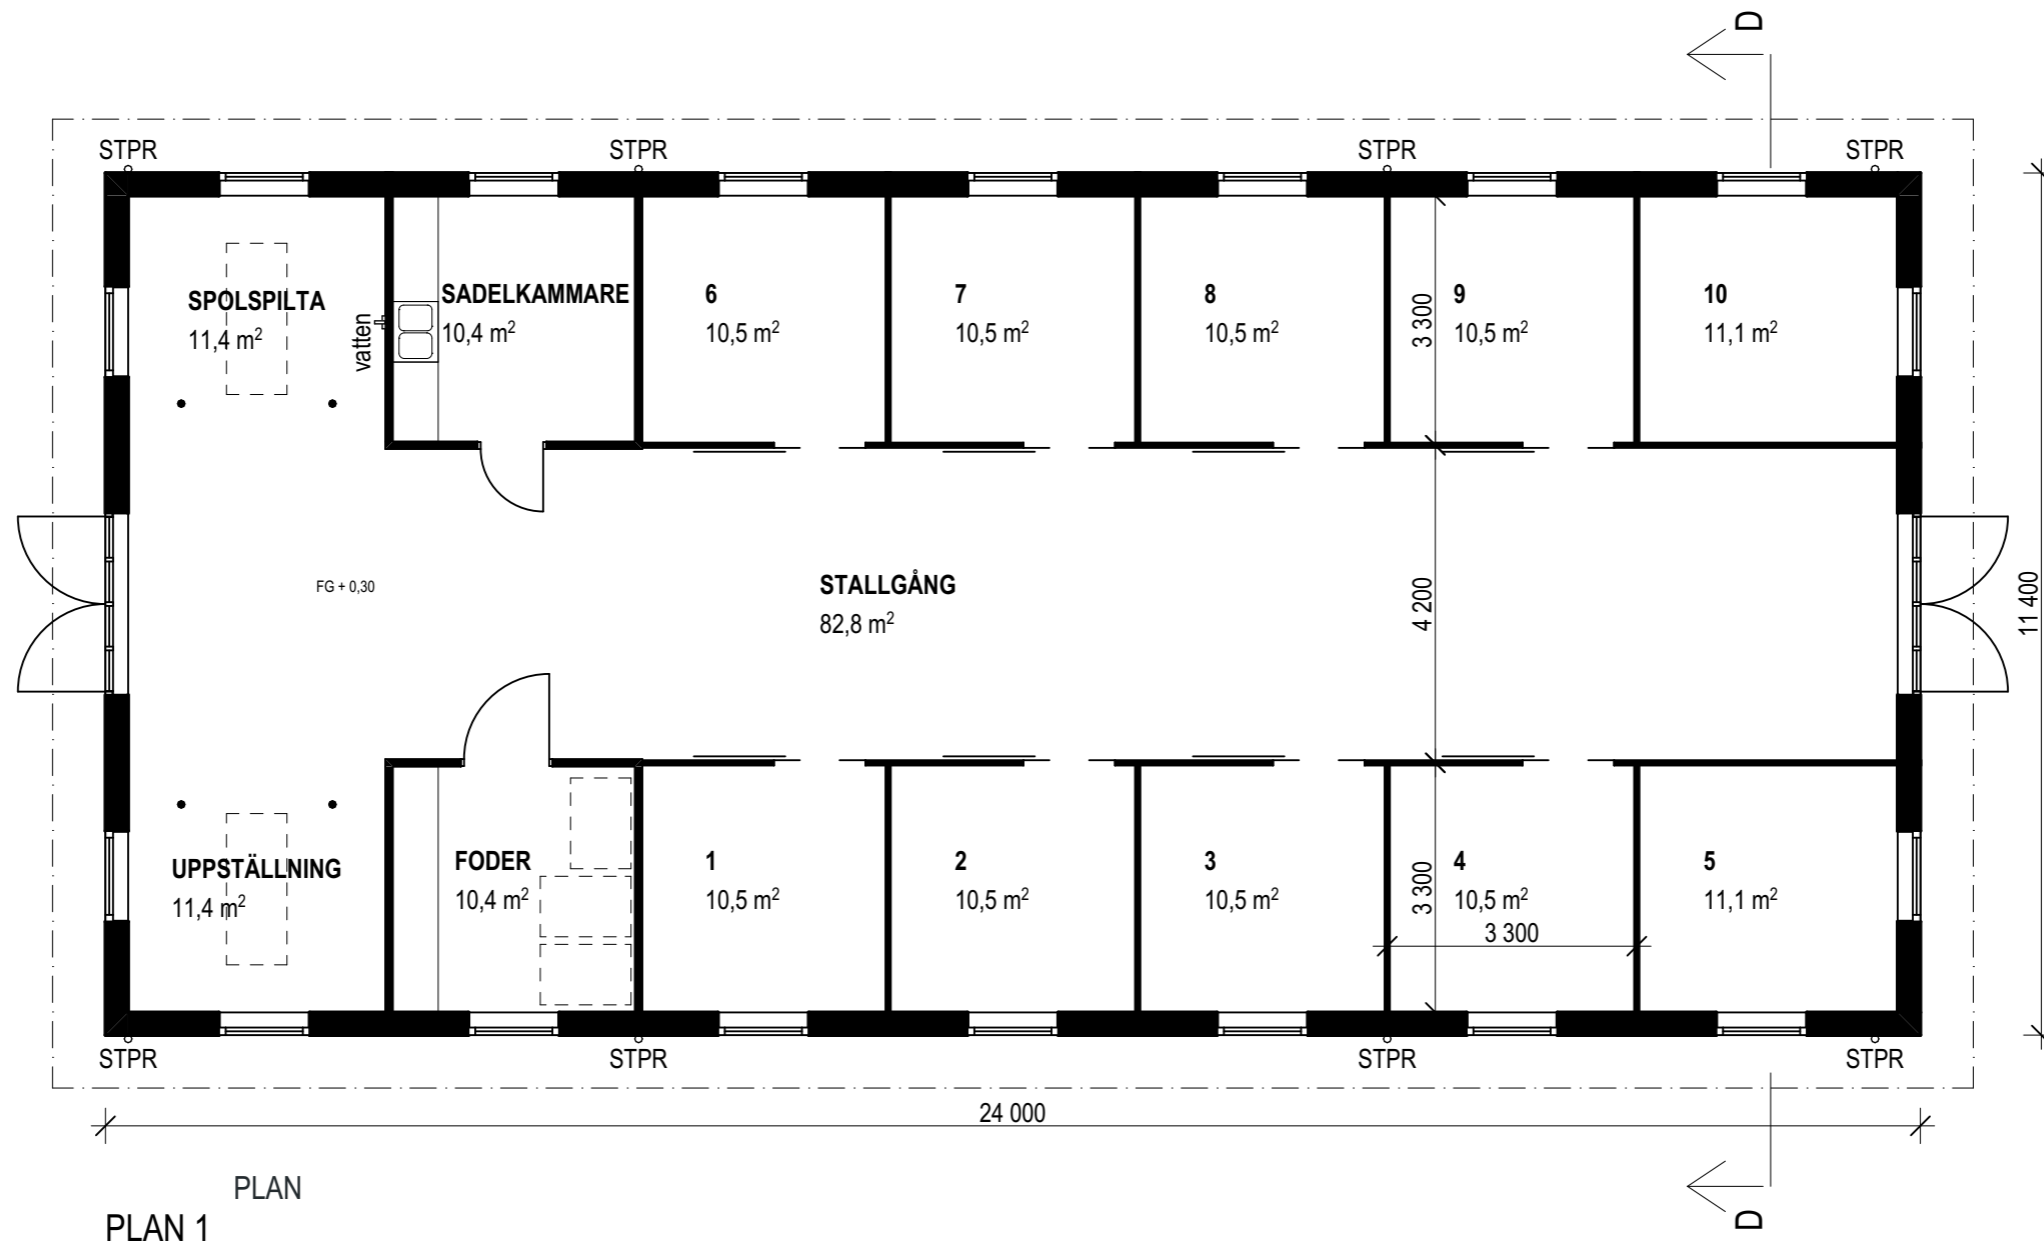 D
STPR
STPR
STPR
STPR
SPOLSPILTA
11,4 m²
vatten
SADELKAMMARE
10,4 m²
6
10,5 m²
7
10,5 m²
8
10,5 m²
3 300
9
10,5 m²
10
11,1 m²
FG + 0,30
STALLGÅNG
82,8 m²
4 200
11 400
UPPSTÄLLNING
11,4 m²
FODER
10,4 m²
1
10,5 m²
2
10,5 m²
3
10,5 m²
3 300
4
10,5 m²
3 300
5
11,1 m²
STPR
STPR
STPR
STPR
24 000
PLAN
PLAN 1
D